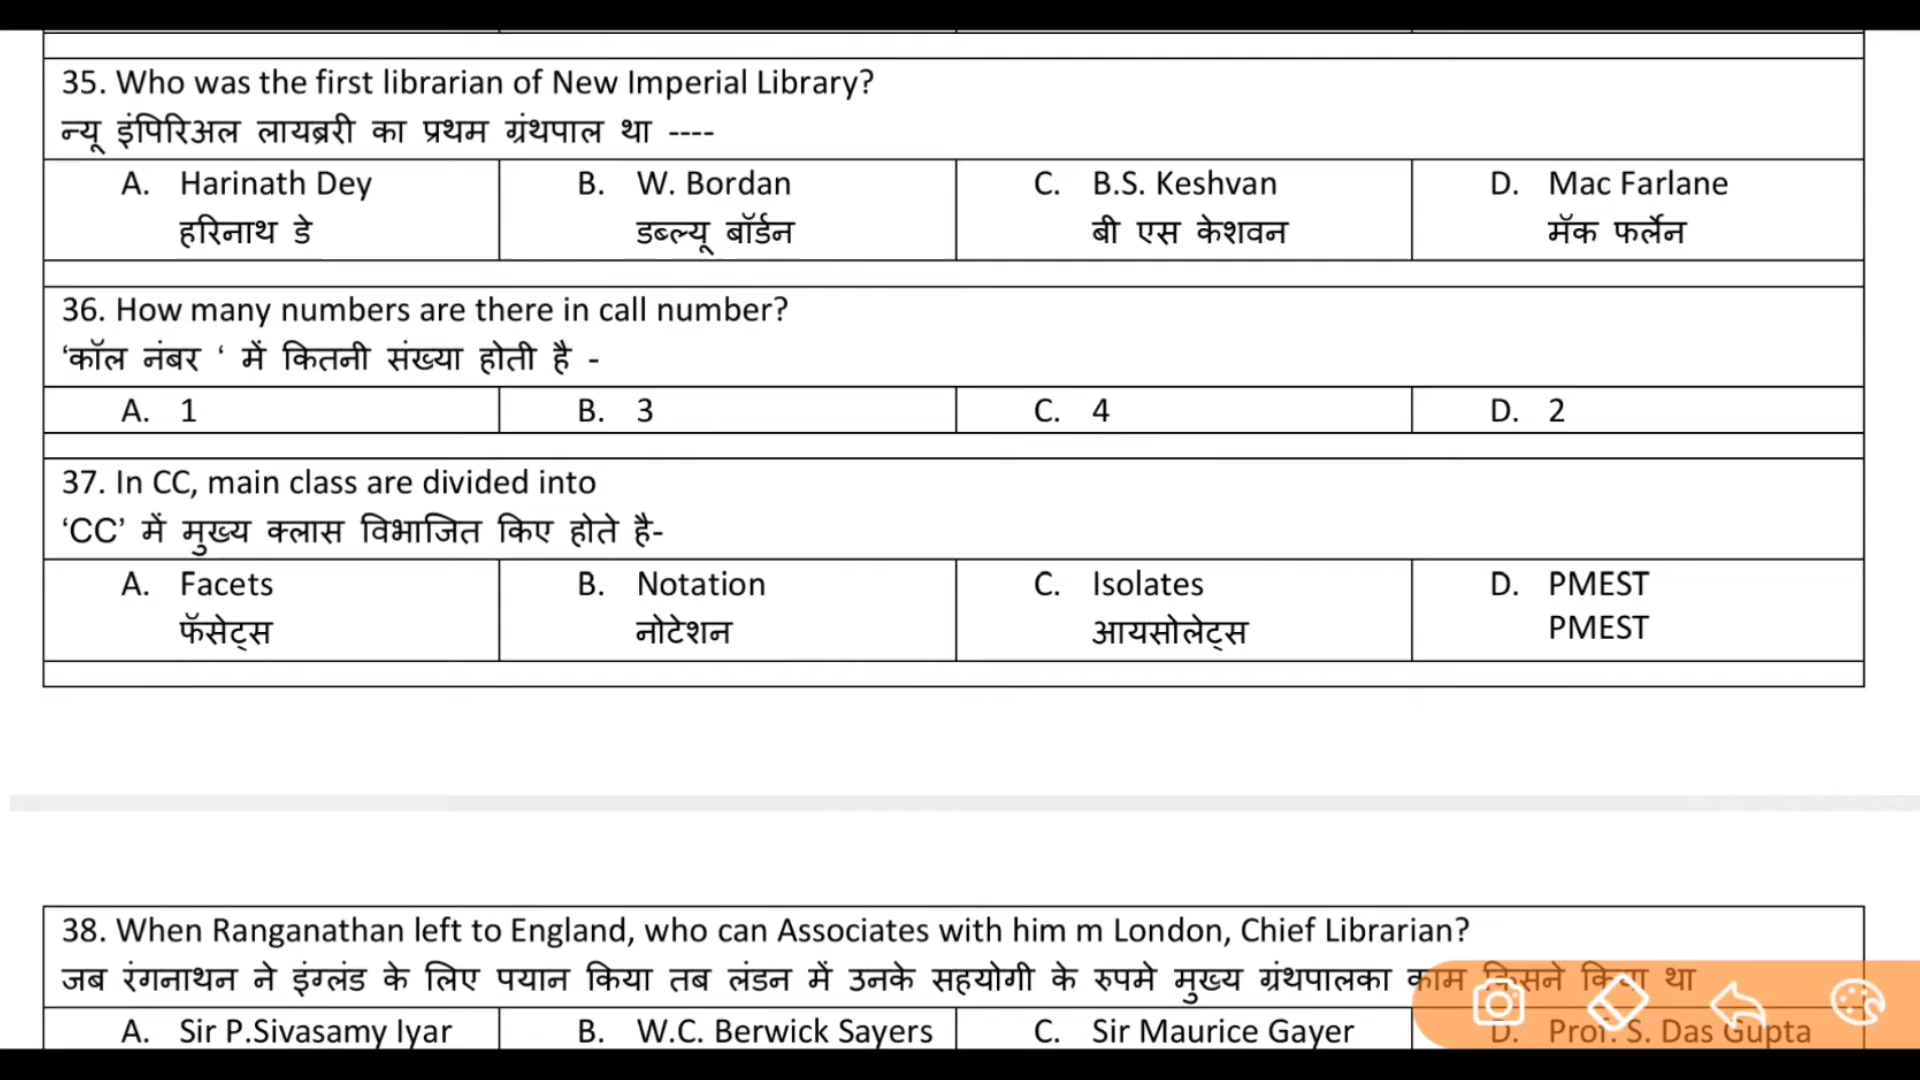 35. Who was the first librarian of New Imperial Library?
न्यू इंपिरिअल लायब्ररी का प्रथम ग्रंथपाल था ----
A. Harinath Dey
हरिनाथ डे
B. W. Bordan
डब्ल्यू बॉर्डन
C. B.S. Keshvan
बी एस केशवन
D. Mac Farlane
मॅक फर्लेन
36. How many numbers are there in call number?
‘कॉल नंबर ‘ में कितनी संख्या होती है -
A. 1
B. 3
C. 4
D. 2
37. In CC, main class are divided into
‘CC’ में मुख्य क्लास विभाजित किए होते है-
A. Facets
फॅसेट्स
B. Notation
नोटेशन
C. Isolates
आयसोलेट्स
D. PMEST
PMEST
38. When Ranganathan left to England, who can Associates with him m London, Chief Librarian?
जब रंगनाथन ने इंग्लंड के लिए पयान किया तब लंडन में उनके सहयोगी के रुपमे मुख्य ग्रंथपालका काम किसने किया था
A. Sir P.Sivasamy Iyar
B. W.C. Berwick Sayers
C. Sir Maurice Gayer
D. Prof. S. Das Gupta